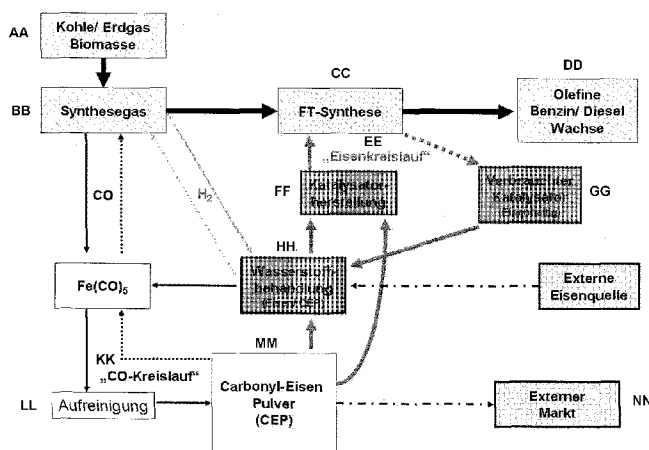 AA
Kohle/ Erdgas
Biomasse
CC
DD
BB
Synthesegas
FT-Synthese
Olefine
Benzin/ Diesel
Wachse
EE
„Eisenkreislauf“
CO
H₂
FF
Katalysator-
herstellung
Verbrauchter
Katalysator
GG
HH
Wasserstoff-
behandlung
Fe(CO)₅
Externe
Eisenquelle
MM
KK
„CO-Kreislauf“
Carbonyl-Eisen
Pulver
(CEP)
LL
Aufreinigung
Externer
Markt
NN